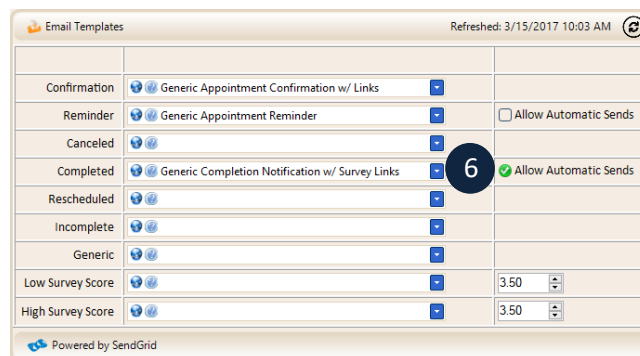 Email Templates Refreshed: 3/15/2017 10:03 AM
Confirmation Generic Appointment Confirmation w/ Links
Reminder Generic Appointment Reminder Allow Automatic Sends
Canceled
Completed Generic Completion Notification w/ Survey Links 6 Allow Automatic Sends
Rescheduled
Incomplete
Generic
Low Survey Score 3.50
High Survey Score 3.50
Powered by SendGrid